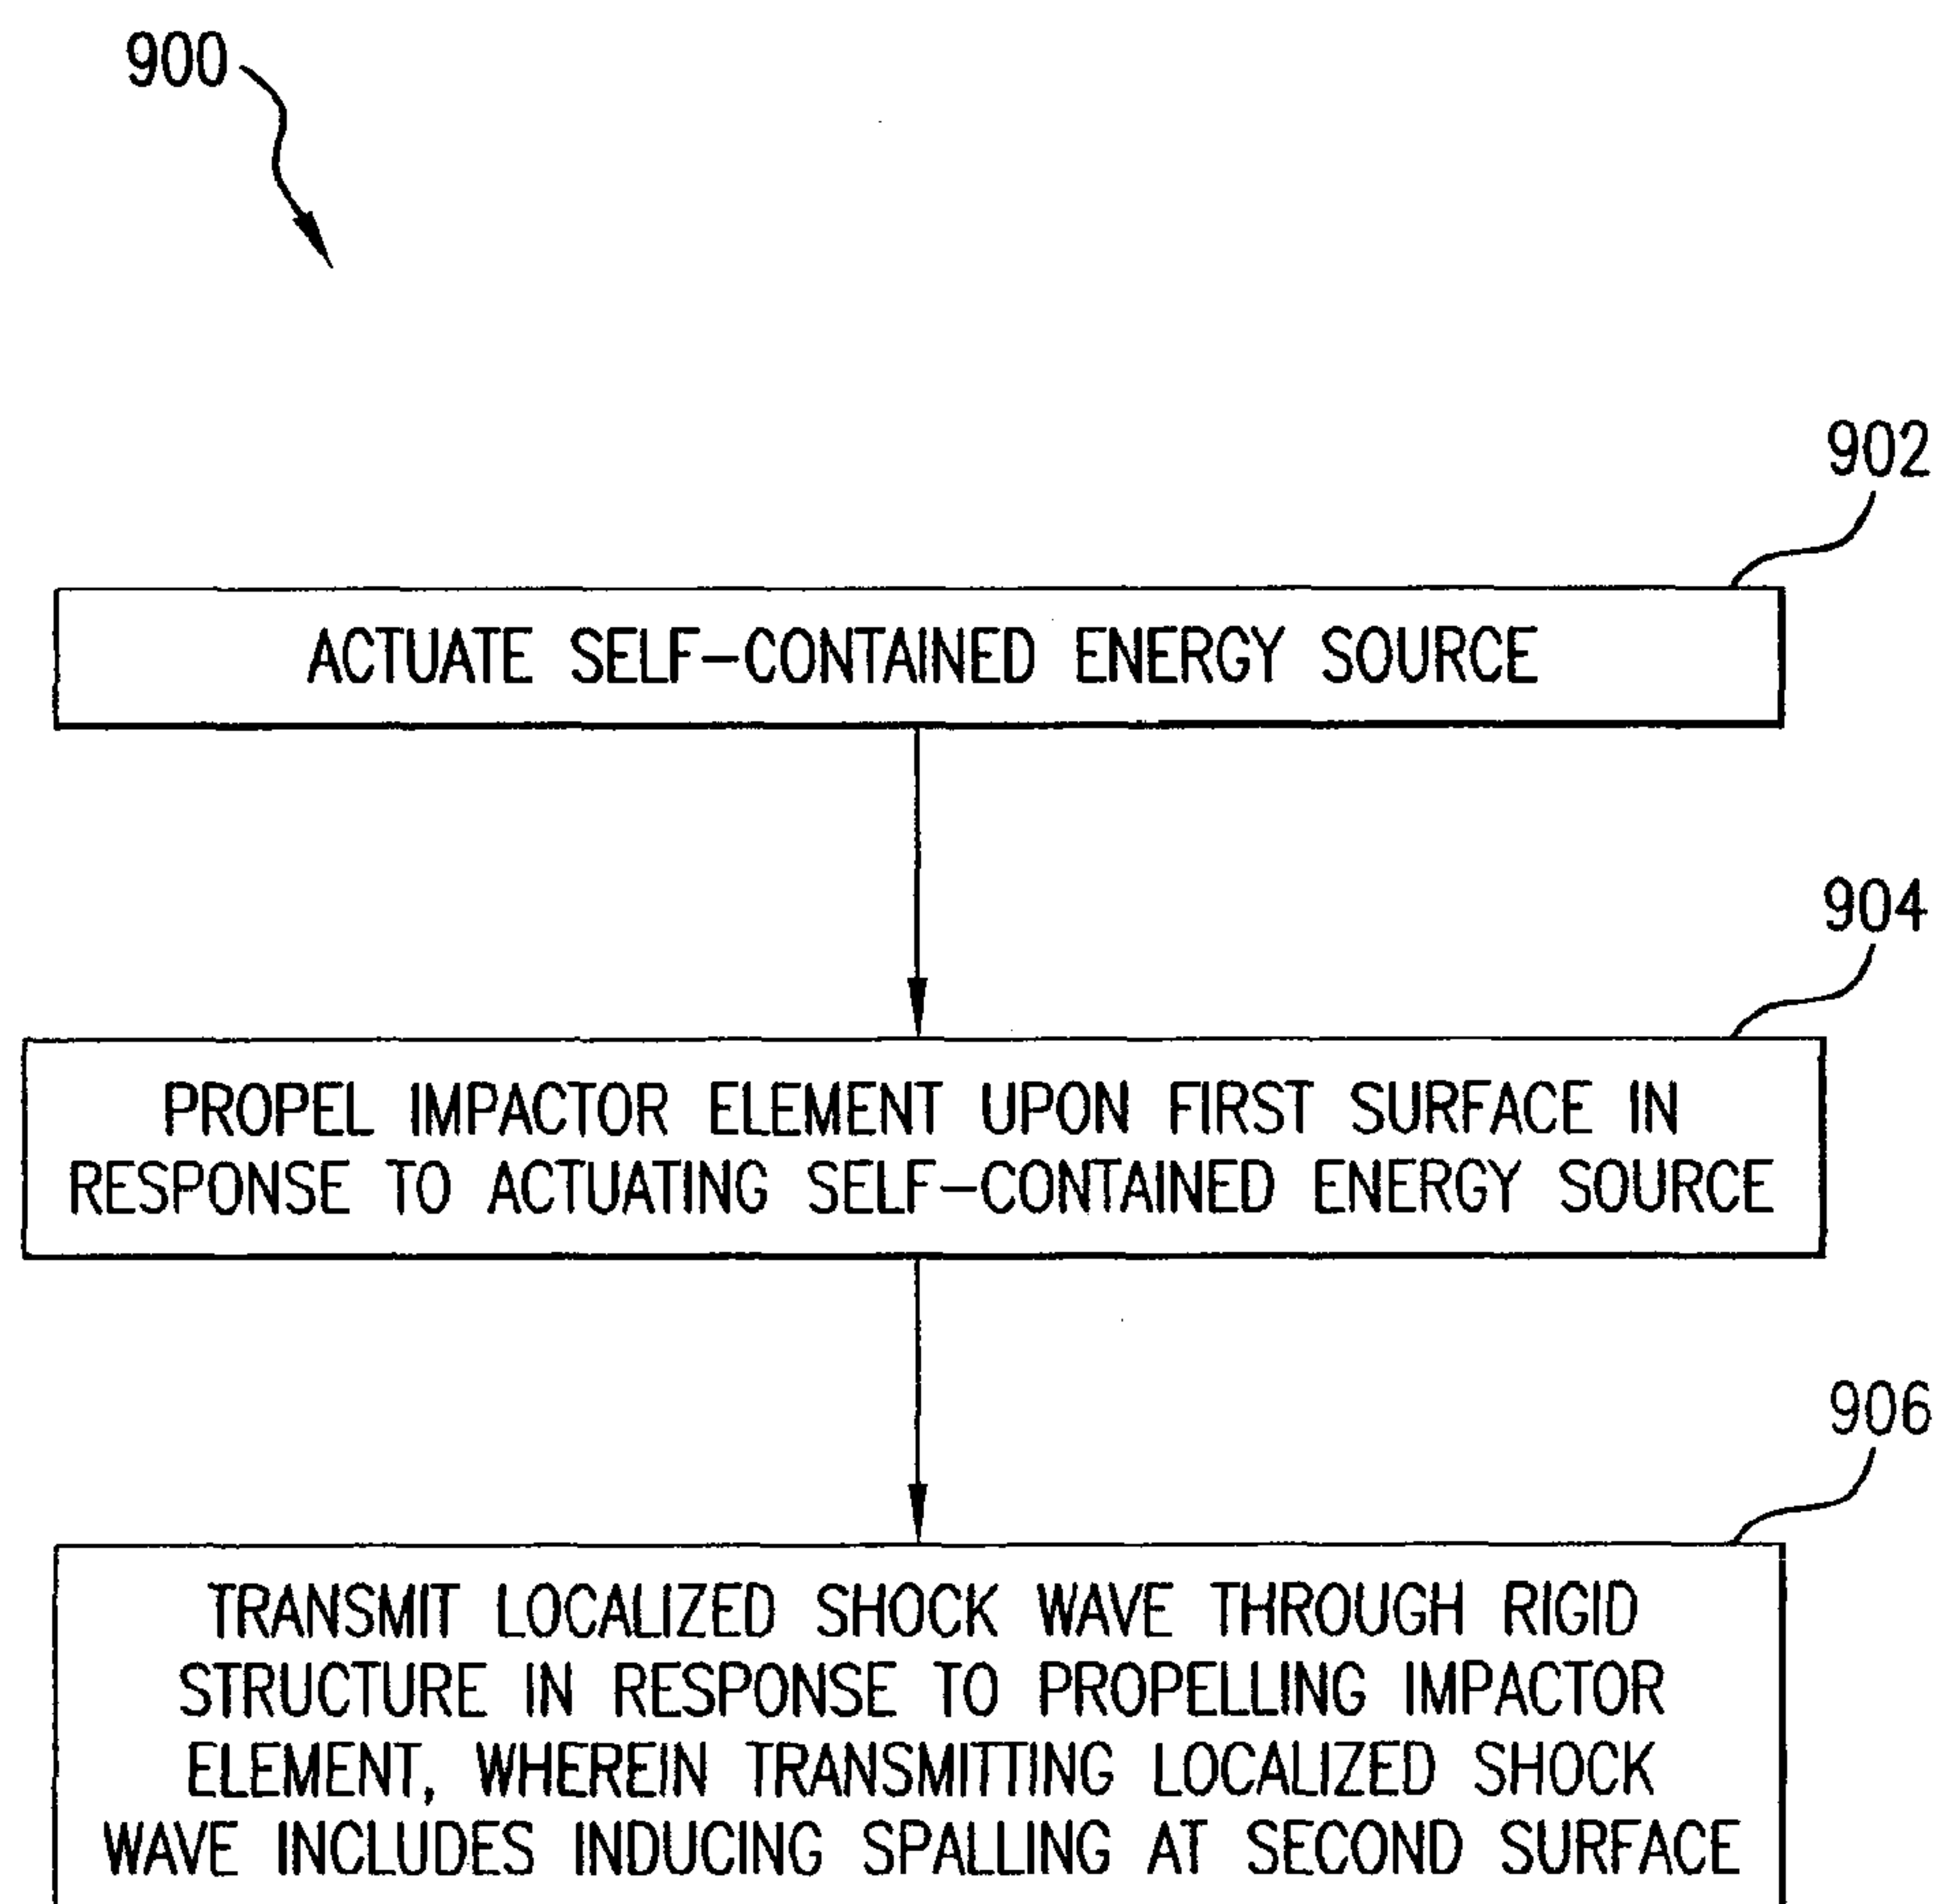 900
902
ACTUATE SELF-CONTAINED ENERGY SOURCE
904
PROPEL IMPACTOR ELEMENT UPON FIRST SURFACE IN
RESPONSE TO ACTUATING SELF-CONTAINED ENERGY SOURCE
906
TRANSMIT LOCALIZED SHOCK WAVE THROUGH RIGID
STRUCTURE IN RESPONSE TO PROPELLING IMPACTOR
ELEMENT, WHEREIN TRANSMITTING LOCALIZED SHOCK
WAVE INCLUDES INDUCING SPALLING AT SECOND SURFACE